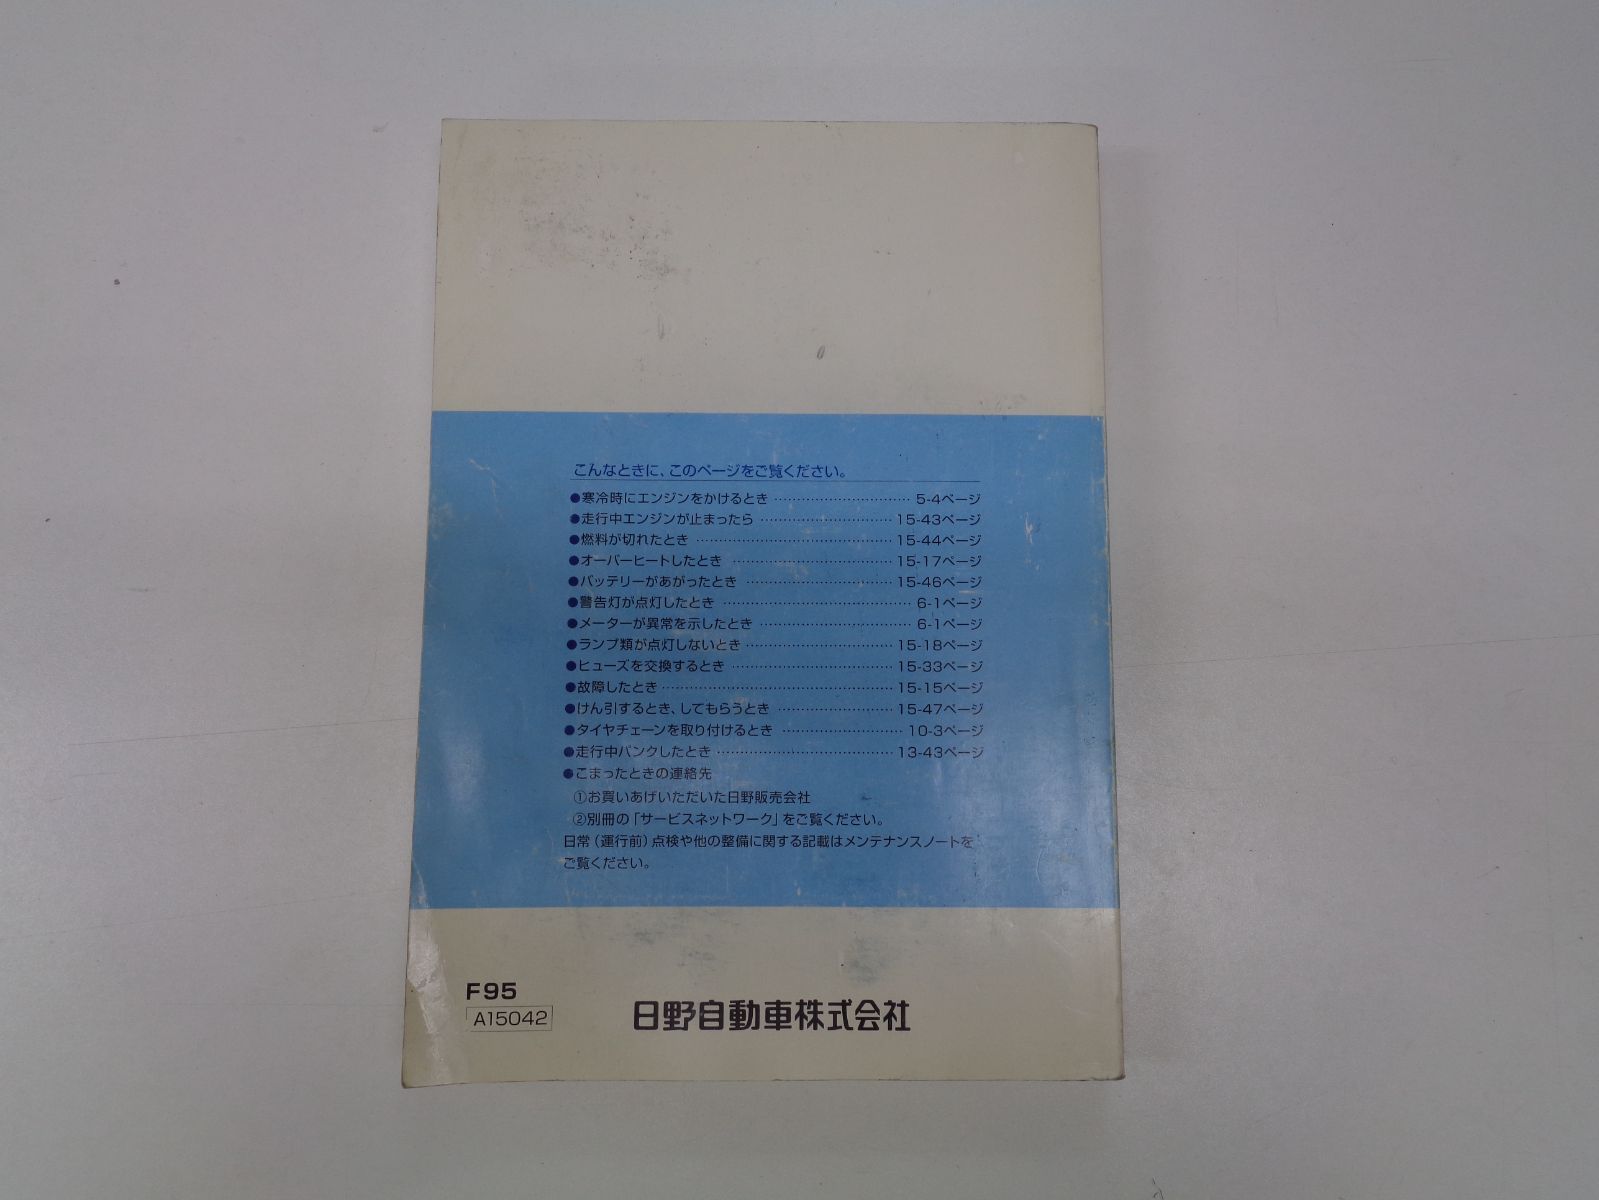 こんなときに、このページをご覧ください。
●寒冷時にエンジンをかけるとき ………………………… 5-4ページ
●走行中エンジンが止まったら ………………………… 15-43ページ
●燃料が切れたとき …………………………………… 15-44ページ
●オーバーヒートしたとき …………………………… 15-17ページ
●バッテリーがあがったとき ………………………… 15-46ページ
●警告灯が点灯したとき ………………………………… 6-1ページ
●メーターが異常を示したとき ………………………… 6-1ページ
●ランプ類が点灯しないとき ………………………… 15-18ページ
●ヒューズを交換するとき …………………………… 15-33ページ
●故障したとき ………………………………………… 15-15ページ
●けん引するとき、してもらうとき …………………… 15-47ページ
●タイヤチェーンを取り付けるとき …………………… 10-3ページ
●走行中パンクしたとき ……………………………… 13-43ページ
●こまったときの連絡先
①お買いあげいただいた日野販売会社
②別冊の「サービスネットワーク」をご覧ください。
日常（運行前）点検や他の整備に関する記載はメンテナンスノートを
ご覧ください。
F95
A15042
日野自動車株式会社